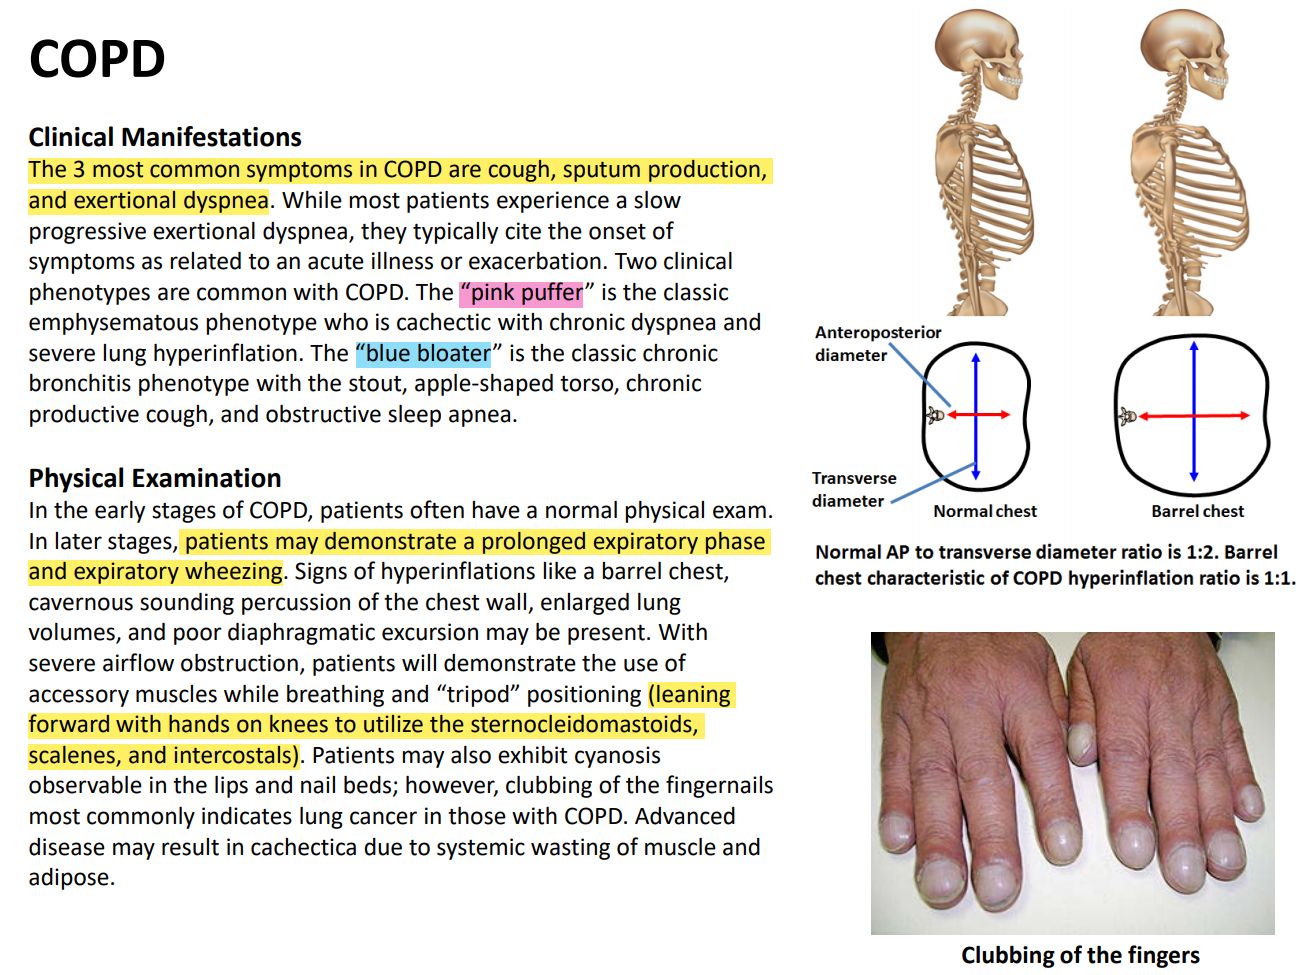 COPD
Clinical Manifestations
The 3 most common symptoms in COPD are cough, sputum production,
and exertional dyspnea. While most patients experience a slow
progressive exertional dyspnea, they typically cite the onset of
symptoms as related to an acute illness or exacerbation. Two clinical
phenotypes are common with COPD. The “pink puffer” is the classic
emphysematous phenotype who is cachectic with chronic dyspnea and
severe lung hyperinflation. The “blue bloater” is the classic chronic
bronchitis phenotype with the stout, apple-shaped torso, chronic
productive cough, and obstructive sleep apnea.
Physical Examination
In the early stages of COPD, patients often have a normal physical exam.
In later stages, patients may demonstrate a prolonged expiratory phase
and expiratory wheezing. Signs of hyperinflations like a barrel chest,
cavernous sounding percussion of the chest wall, enlarged lung
volumes, and poor diaphragmatic excursion may be present. With
severe airflow obstruction, patients will demonstrate the use of
accessory muscles while breathing and “tripod” positioning (leaning
forward with hands on knees to utilize the sternocleidomastoids,
scalenes, and intercostals). Patients may also exhibit cyanosis
observable in the lips and nail beds; however, clubbing of the fingernails
most commonly indicates lung cancer in those with COPD. Advanced
disease may result in cachectica due to systemic wasting of muscle and
adipose.
Anteroposterior
diameter
Transverse
diameter
Normal chest
Barrel chest
Normal AP to transverse diameter ratio is 1:2. Barrel
chest characteristic of COPD hyperinflation ratio is 1:1.
Clubbing of the fingers